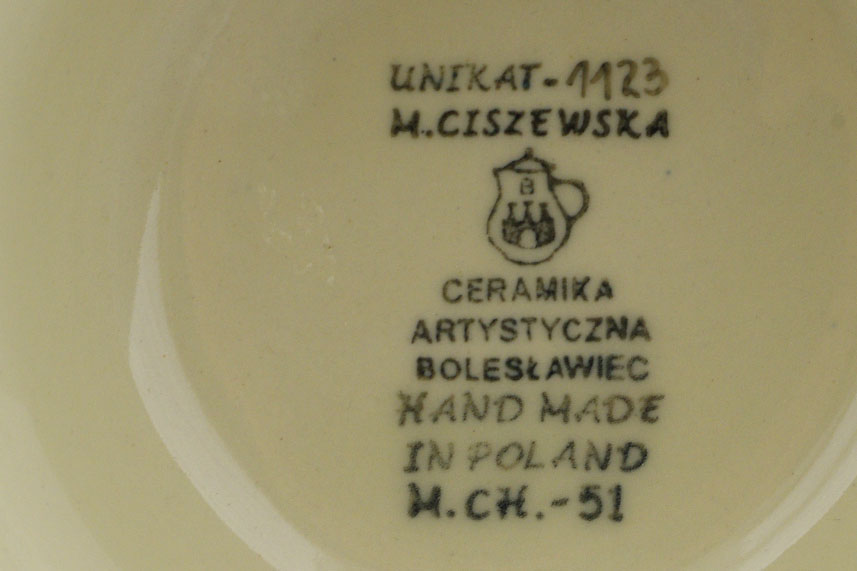 UNIKAT-1123
M.CISZEWSKA
B
CERAMIKA
ARTYSTYCZNA
BOLESŁAWIEC
HAND MADE
IN POLAND
M.CH.-51